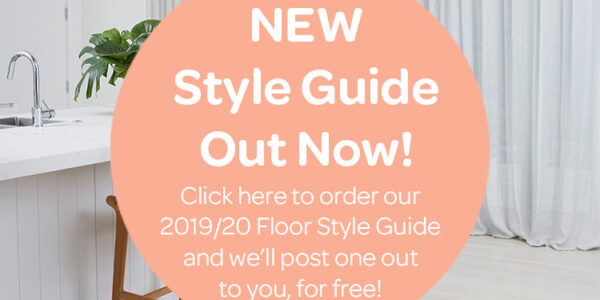 NEW
Style Guide
Out Now!
Click here to order our
2019/20 Floor Style Guide
and we'll post one out
to you, for free!